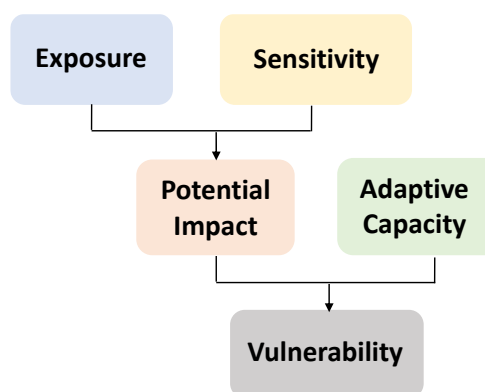 Exposure
Sensitivity
Potential
Impact
Adaptive
Capacity
Vulnerability